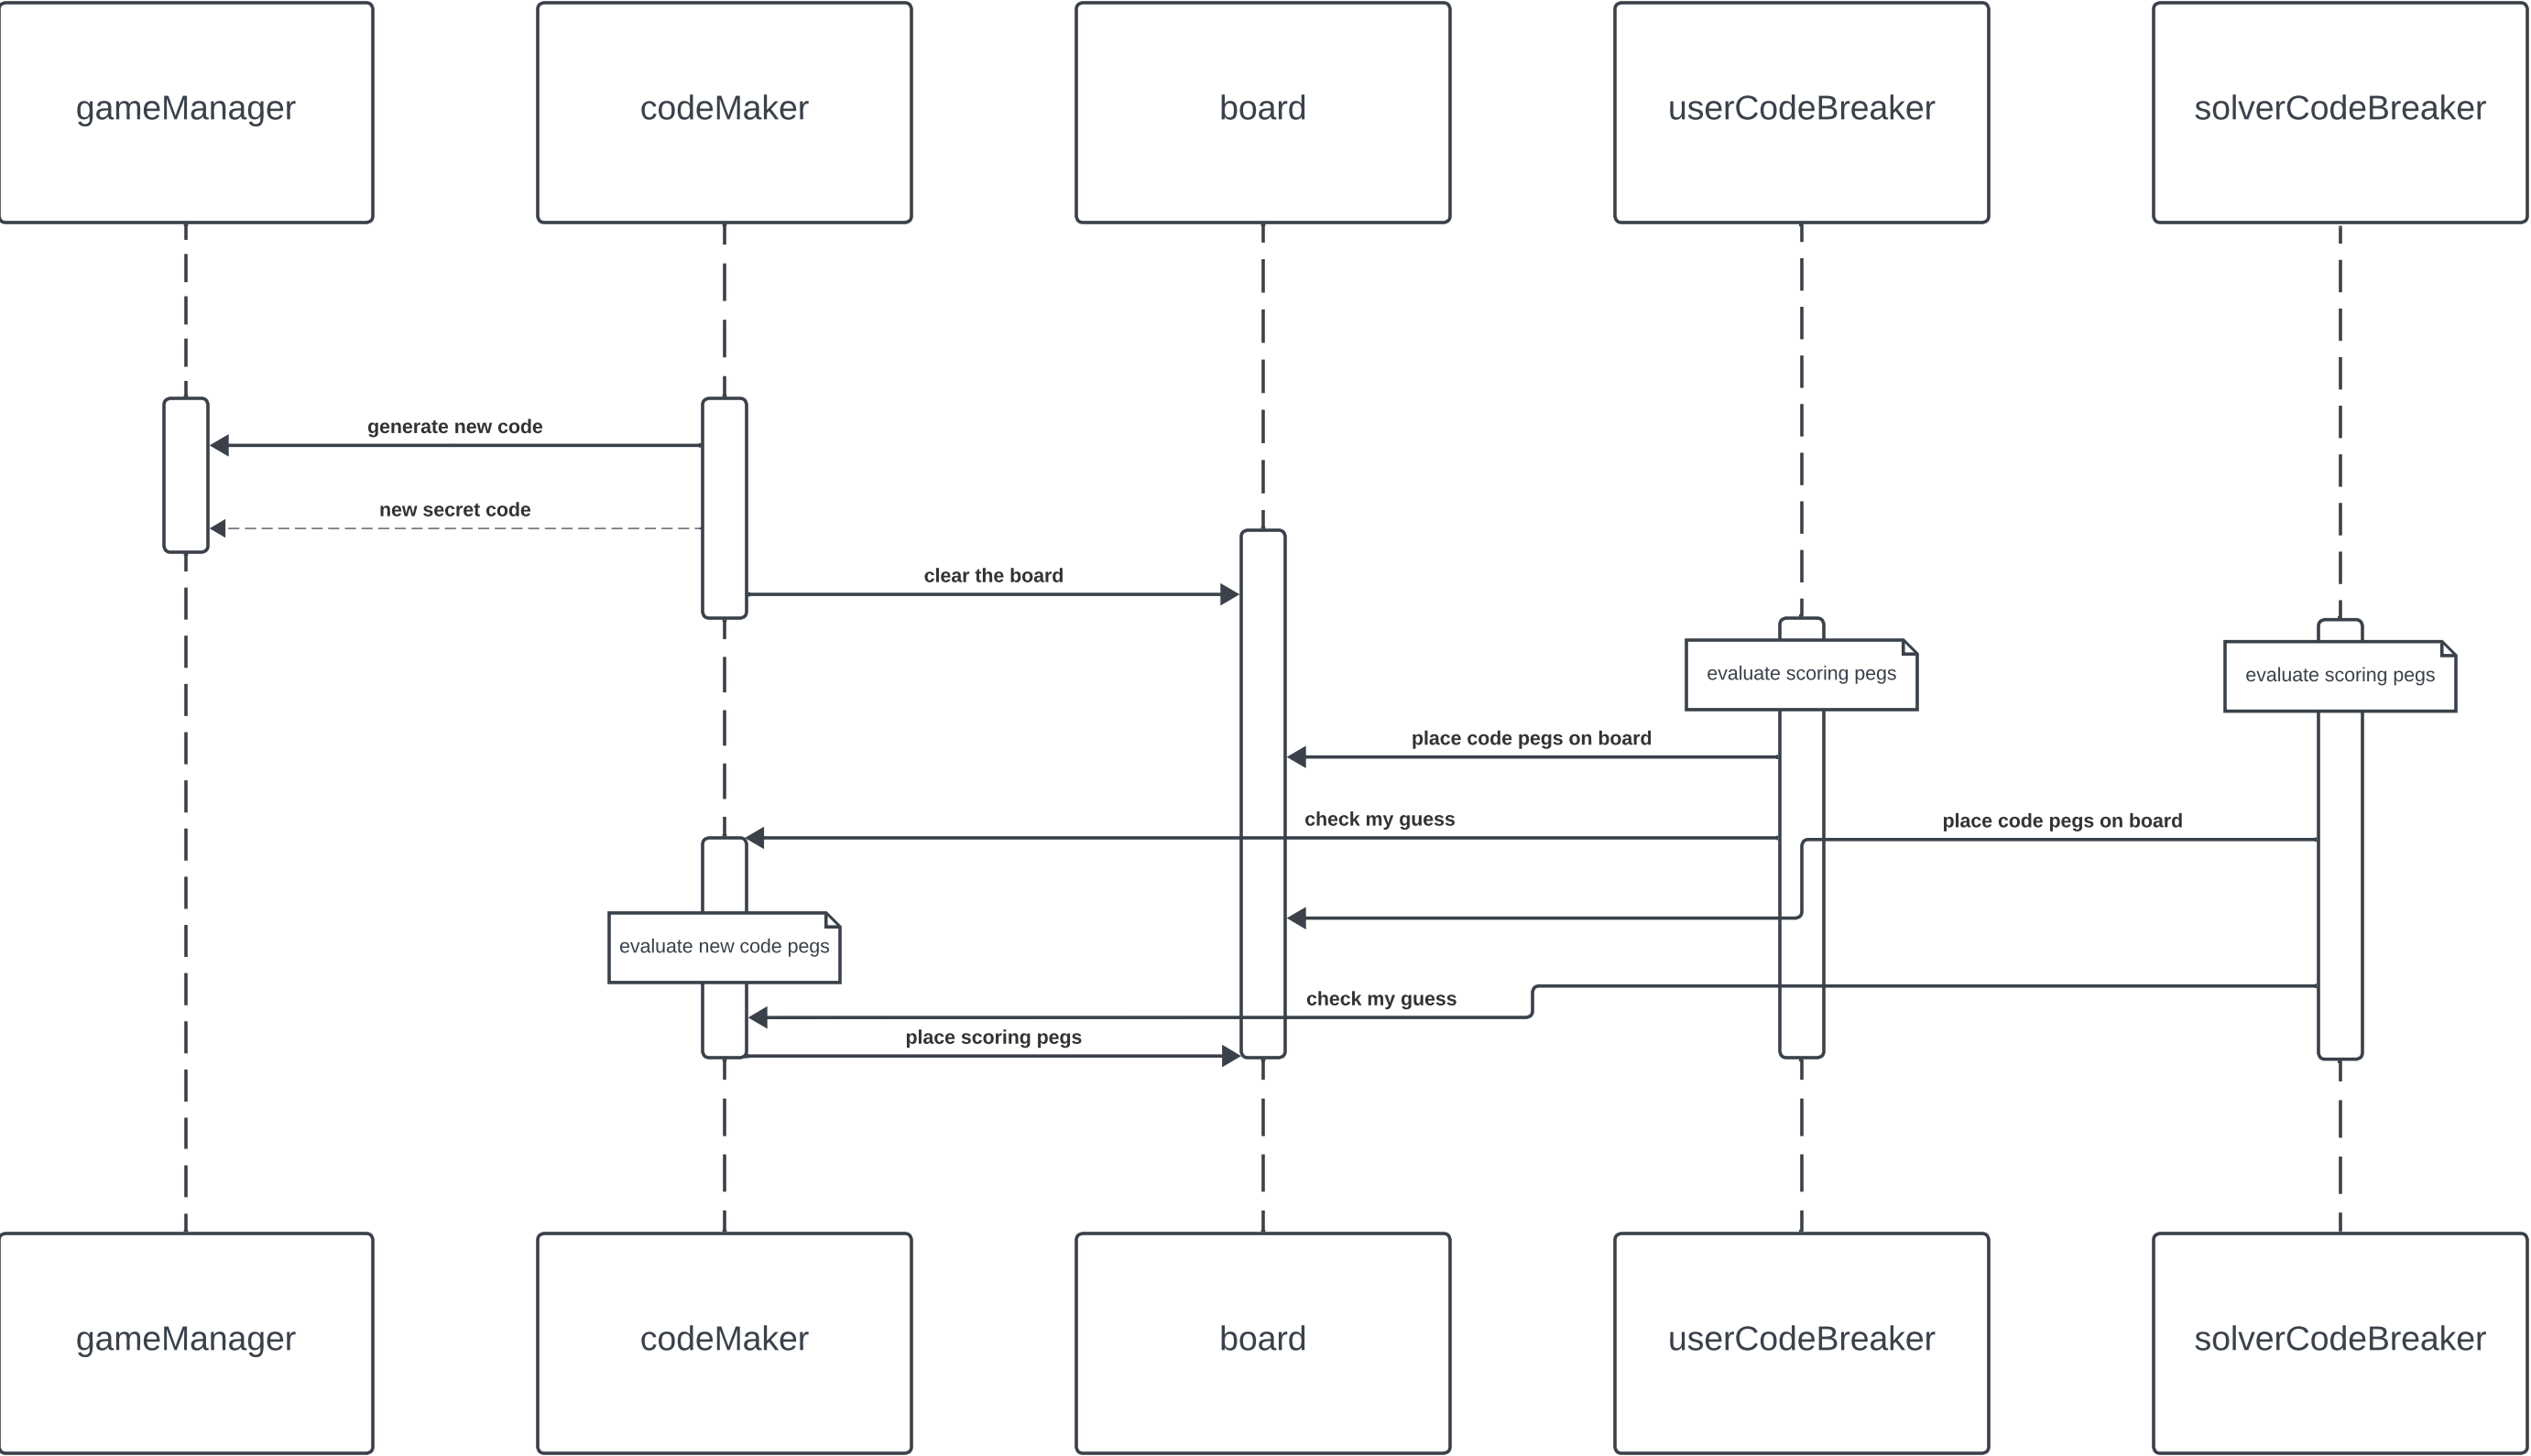 gameManager
codeMaker
board
userCodeBreaker
solverCodeBreaker
generate new code
new secret code
clear the board
evaluate scoring pegs
evaluate scoring pegs
place code pegs on board
check my guess
place code pegs on board
evaluate new code pegs
check my guess
place scoring pegs
gameManager
codeMaker
board
userCodeBreaker
solverCodeBreaker